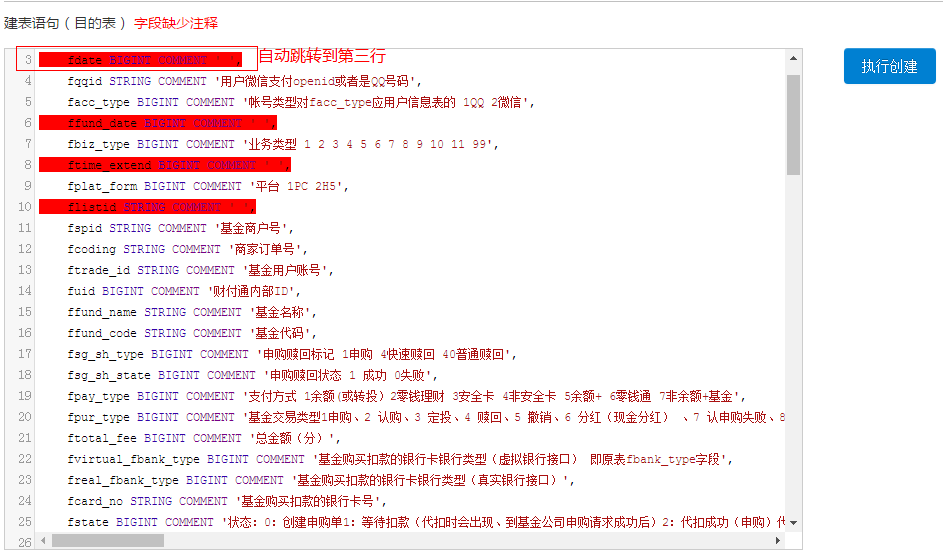 建表语句（目的表） 字段缺少注释
3 fdate BIGINT COMMENT ' ', 自动跳转到第三行
执行创建
4 fqqid STRING COMMENT '用户微信支付openid或者是QQ号码',
5 facc_type BIGINT COMMENT '帐号类型对facc_type应用户信息表的 1QQ 2微信',
6 ffund_date BIGINT COMMENT ' ',
7 fbiz_type BIGINT COMMENT '业务类型 1 2 3 4 5 6 7 8 9 10 11 99',
8 ftime_extend BIGINT COMMENT ' ',
9 fplat_form BIGINT COMMENT '平台 1PC 2H5',
10 flistid STRING COMMENT ' ',
11 fspid STRING COMMENT '基金商户号',
12 fcoding STRING COMMENT '商家订单号',
13 ftrade_id STRING COMMENT '基金用户账号',
14 fuid BIGINT COMMENT '财付通内部ID',
15 ffund_name STRING COMMENT '基金名称',
16 ffund_code STRING COMMENT '基金代码',
17 fsg_sh_type BIGINT COMMENT '申购赎回标记 1申购 4快速赎回 40普通赎回',
18 fsg_sh_state BIGINT COMMENT '申购赎回状态 1 成功 0失败',
19 fpay_type BIGINT COMMENT '支付方式 1余额(或转投）2零钱理财 3安全卡 4非安全卡 5余额+ 6零钱通 7非余额+基金',
20 fpur_type BIGINT COMMENT '基金交易类型1申购、2 认购、3 定投、4 赎回、5 撤销、6 分红（现金分红） 、7 认申购失败、8
21 ftotal_fee BIGINT COMMENT '总金额（分）',
22 fvirtual_fbank_type BIGINT COMMENT '基金购买扣款的银行卡银行类型（虚拟银行接口） 即原表fbank_type字段',
23 freal_fbank_type BIGINT COMMENT '基金购买扣款的银行卡银行类型（真实银行接口）',
24 fcard_no STRING COMMENT '基金购买扣款的银行卡号',
25 fstate BIGINT COMMENT '状态：0：创建申购单1：等待扣款（代扣时会出现、到基金公司申购请求成功后）2：代扣成功（申购）代
26